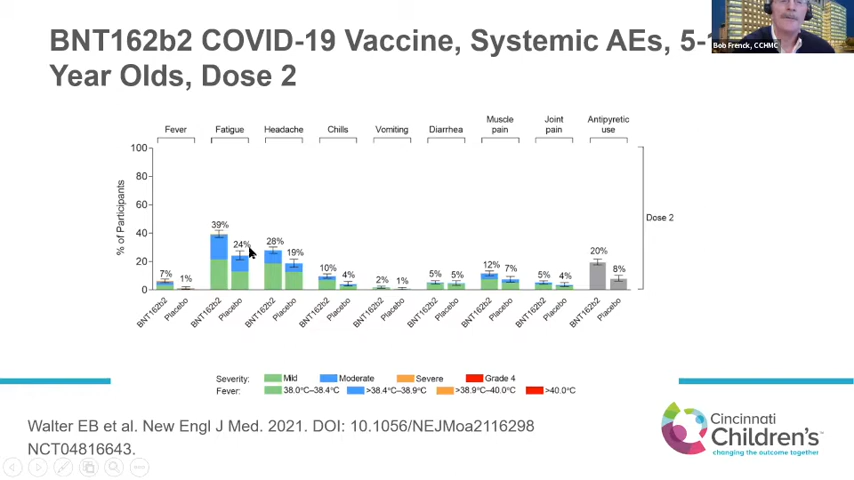 BNT162b2 COVID-19 Vaccine, Systemic AEs, 5-
Year Olds, Dose 2
Bob Frenck, CCHMC
Fever Fatigue Headache Chills Vomiting Diarrhea Muscle pain Joint pain Antipyretic use
% of Participants
100
80
60
40
20
0
7% 1% 39% 24% 28% 19% 10% 4% 2% 1% 5% 5% 12% 7% 5% 4% 20% 8%
Dose 2
BNT162b2 Placebo BNT162b2 Placebo BNT162b2 Placebo BNT162b2 Placebo BNT162b2 Placebo BNT162b2 Placebo BNT162b2 Placebo BNT162b2 Placebo BNT162b2 Placebo
Severity: Mild Moderate Severe Grade 4
Fever: 38.0°C–38.4°C >38.4°C–38.9°C >38.9°C–40.0°C >40.0°C
Walter EB et al. New Engl J Med. 2021. DOI: 10.1056/NEJMoa2116298
NCT04816643.
Cincinnati
Children's™
changing the outcome together